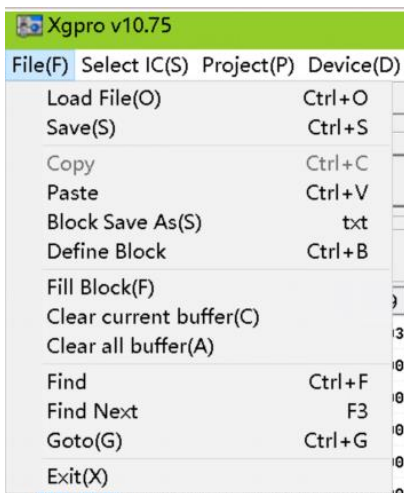 Xgpro v10.75
File(F) Select IC(S) Project(P) Device(D)
Load File(O) Ctrl+O
Save(S) Ctrl+S
Copy Ctrl+C
Paste Ctrl+V
Block Save As(S) txt
Define Block Ctrl+B
Fill Block(F)
Clear current buffer(C)
Clear all buffer(A)
Find Ctrl+F
Find Next F3
Goto(G) Ctrl+G
Exit(X)